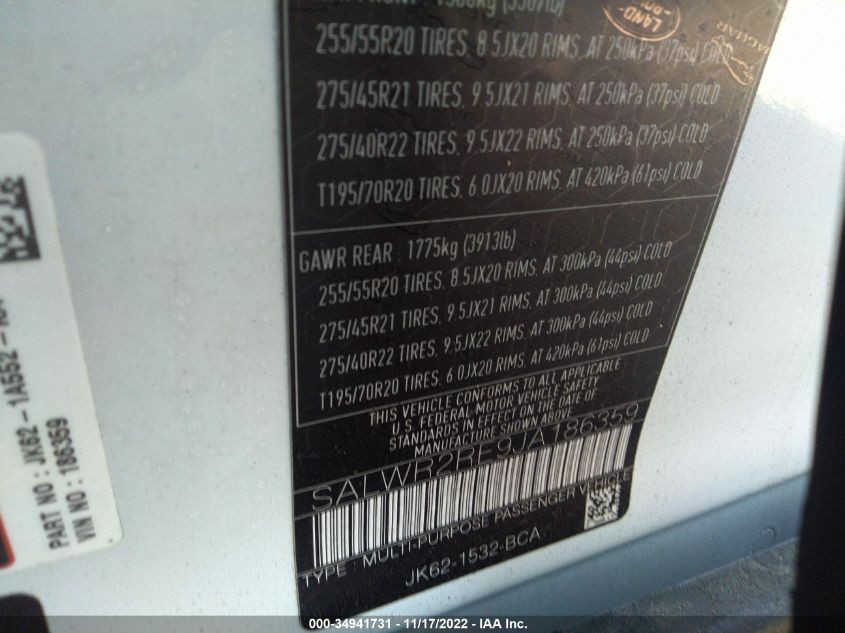 1500kg (3307lb)
LAND
JAGUAR
255/55R20 TIRES, 8.5JX20 RIMS, AT 250kPa (37psi) COLD
275/45R21 TIRES, 9.5JX21 RIMS, AT 250kPa (37psi) COLD
275/40R22 TIRES, 9.5JX22 RIMS, AT 250kPa (37psi) COLD
T195/70R20 TIRES, 6.0JX20 RIMS, AT 420kPa (61psi) COLD
GAWR REAR : 1775kg (3913lb)
255/55R20 TIRES, 8.5JX20 RIMS, AT 300kPa (44psi) COLD
275/45R21 TIRES, 9.5JX21 RIMS, AT 300kPa (44psi) COLD
275/40R22 TIRES, 9.5JX22 RIMS, AT 300kPa (44psi) COLD
T195/70R20 TIRES, 6.0JX20 RIMS, AT 420kPa (61psi) COLD
THIS VEHICLE CONFORMS TO ALL APPLICABLE
U.S. FEDERAL MOTOR VEHICLE SAFETY
STANDARDS IN EFFECT ON THE DATE OF
MANUFACTURE SHOWN ABOVE
SALWR2RE9JA186359
TYPE : MULTI-PURPOSE PASSENGER VEHICLE
JK62-1532-BCA
PART NO : JK62-1A552-
VIN NO : 186359
000-34941731 - 11/17/2022 - IAA Inc.